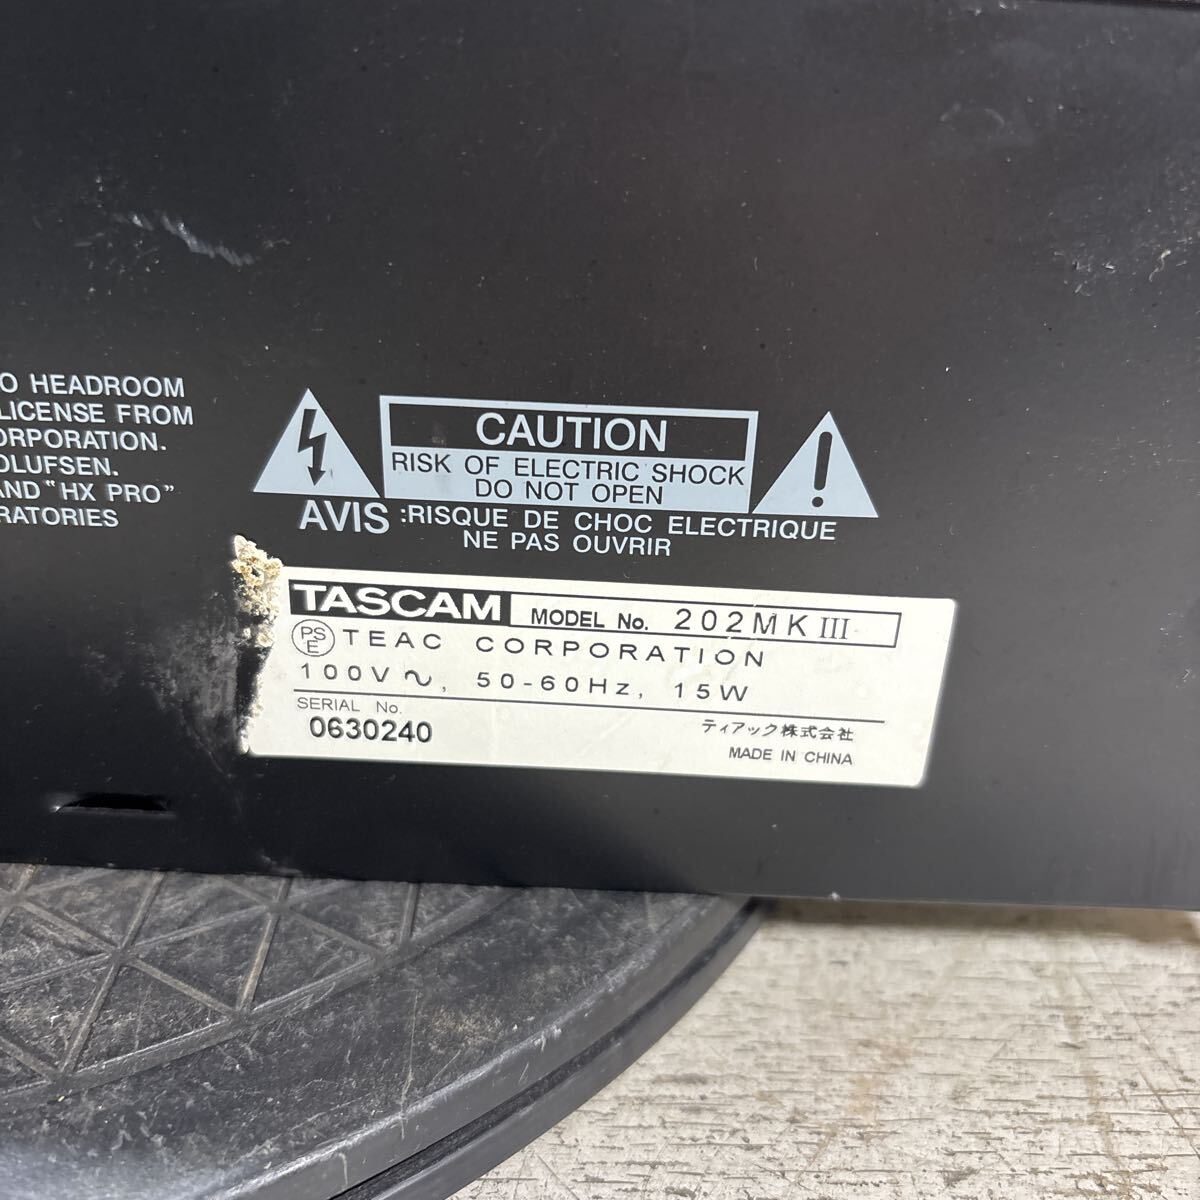 O HEADROOM
LICENSE FROM
ORPORATION.
OLUFSEN.
AND "HX PRO"
RATORIES
CAUTION
RISK OF ELECTRIC SHOCK
DO NOT OPEN
AVIS :RISQUE DE CHOC ELECTRIQUE
NE PAS OUVRIR
TASCAM MODEL No. 202MKIII
PSE TEAC CORPORATION
100V~, 50-60Hz, 15W
SERIAL No.
0630240
ティアック株式会社
MADE IN CHINA